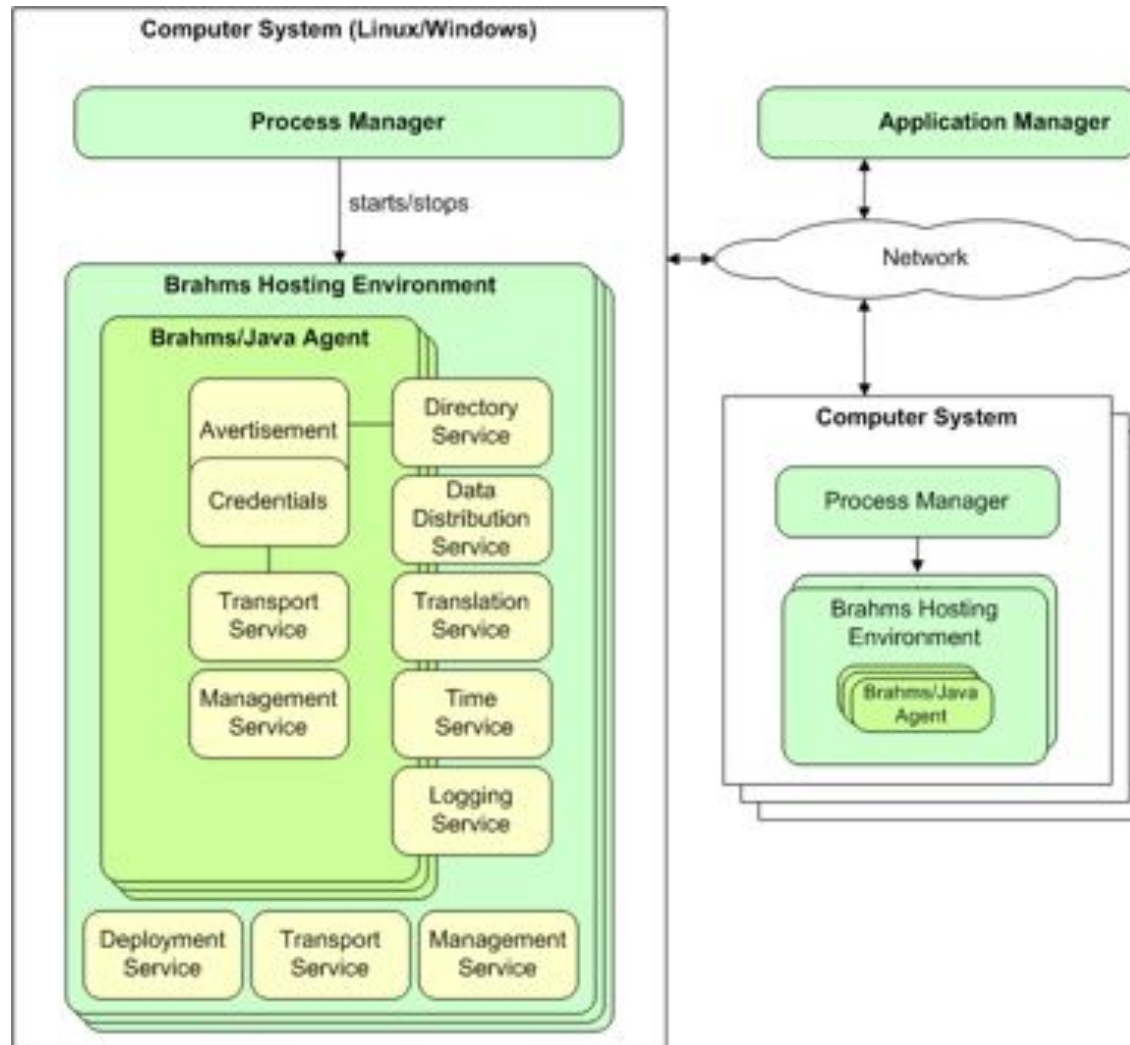 Computer System (Linux/Windows)
Process Manager
starts/stops
Brahms Hosting Environment
Brahms/Java Agent
Avertisement
Credentials
Transport
Service
Management
Service
Directory
Service
Data
Distribution
Service
Translation
Service
Time
Service
Logging
Service
Deployment
Service
Transport
Service
Management
Service
Application Manager
Network
Computer System
Process Manager
Brahms Hosting
Environment
Brahms/Java
Agent